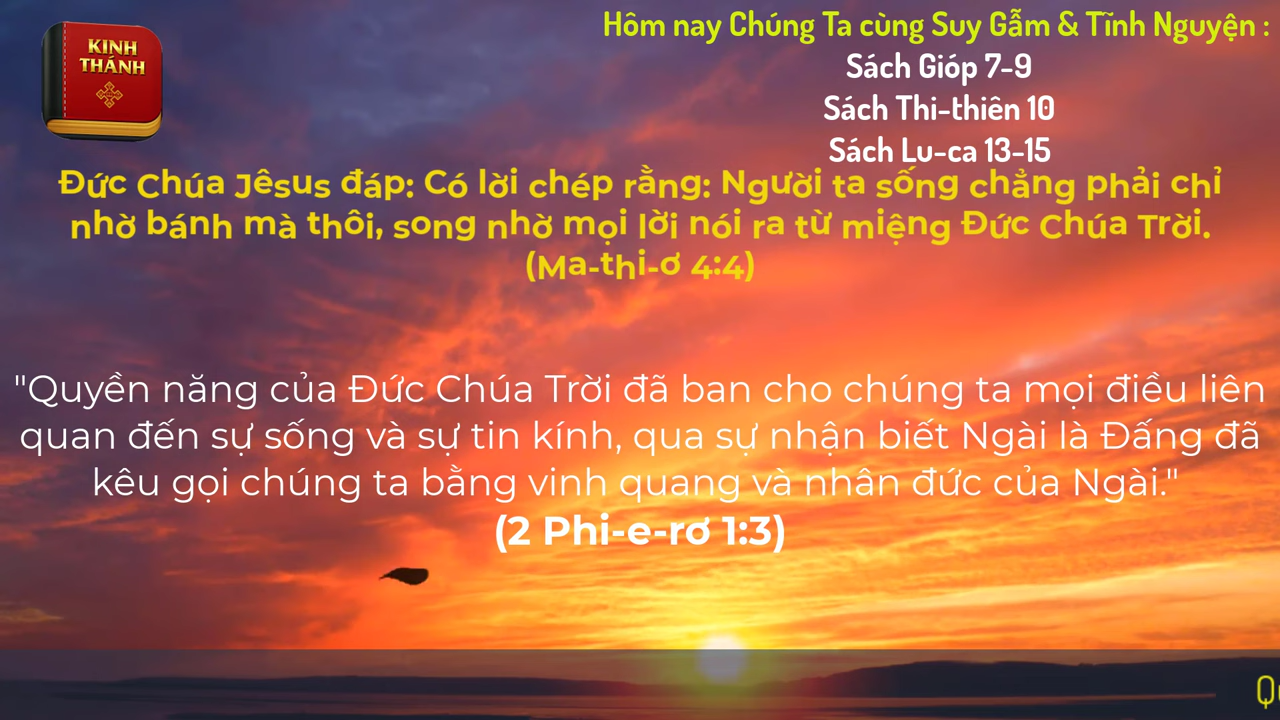 KINH
THÁNH
Hôm nay Chúng Ta cùng Suy Gẫm & Tĩnh Nguyện :
Sách Gióp 7-9
Sách Thi-thiên 10
Sách Lu-ca 13-15
Đức Chúa Jêsus đáp: Có lời chép rằng: Người ta sống chẳng phải chỉ
nhờ bánh mà thôi, song nhờ mọi lời nói ra từ miệng Đức Chúa Trời.
(Ma-thi-ơ 4:4)
"Quyền năng của Đức Chúa Trời đã ban cho chúng ta mọi điều liên
quan đến sự sống và sự tin kính, qua sự nhận biết Ngài là Đấng đã
kêu gọi chúng ta bằng vinh quang và nhân đức của Ngài."
(2 Phi-e-rơ 1:3)